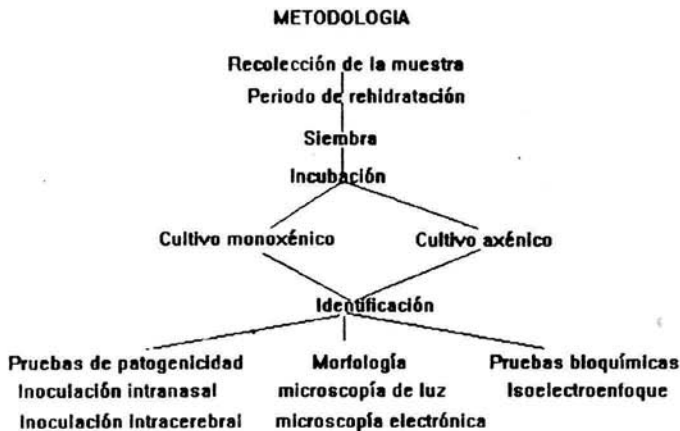 METODOLOGIA
Recolección de la muestra
Periodo de rehidratación
Siembra
Incubación
Cultivo monoxénico Cultivo axénico
Identificación
Pruebas de patogenicidad Morfología Pruebas bioquímicas
Inoculación intranasal microscopía de luz Isoelectroenfoque
Inoculación Intracerebral microscopía electrónica